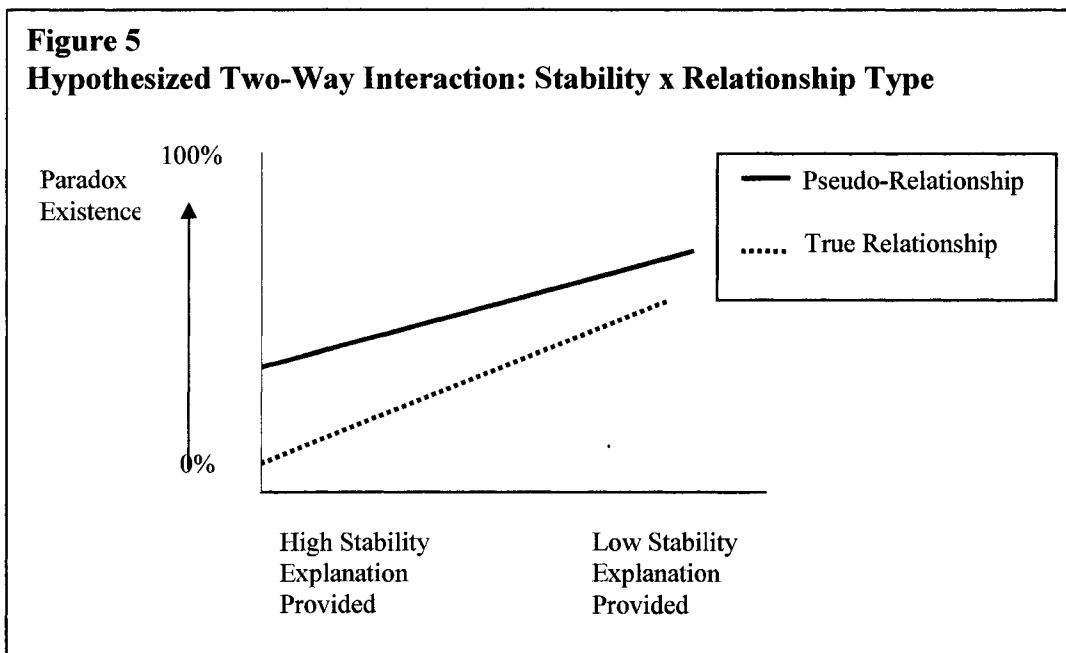 Figure 5
Hypothesized Two-Way Interaction: Stability x Relationship Type
100%
Paradox
Existence
Pseudo-Relationship
True Relationship
0%
High Stability
Explanation
Provided
Low Stability
Explanation
Provided